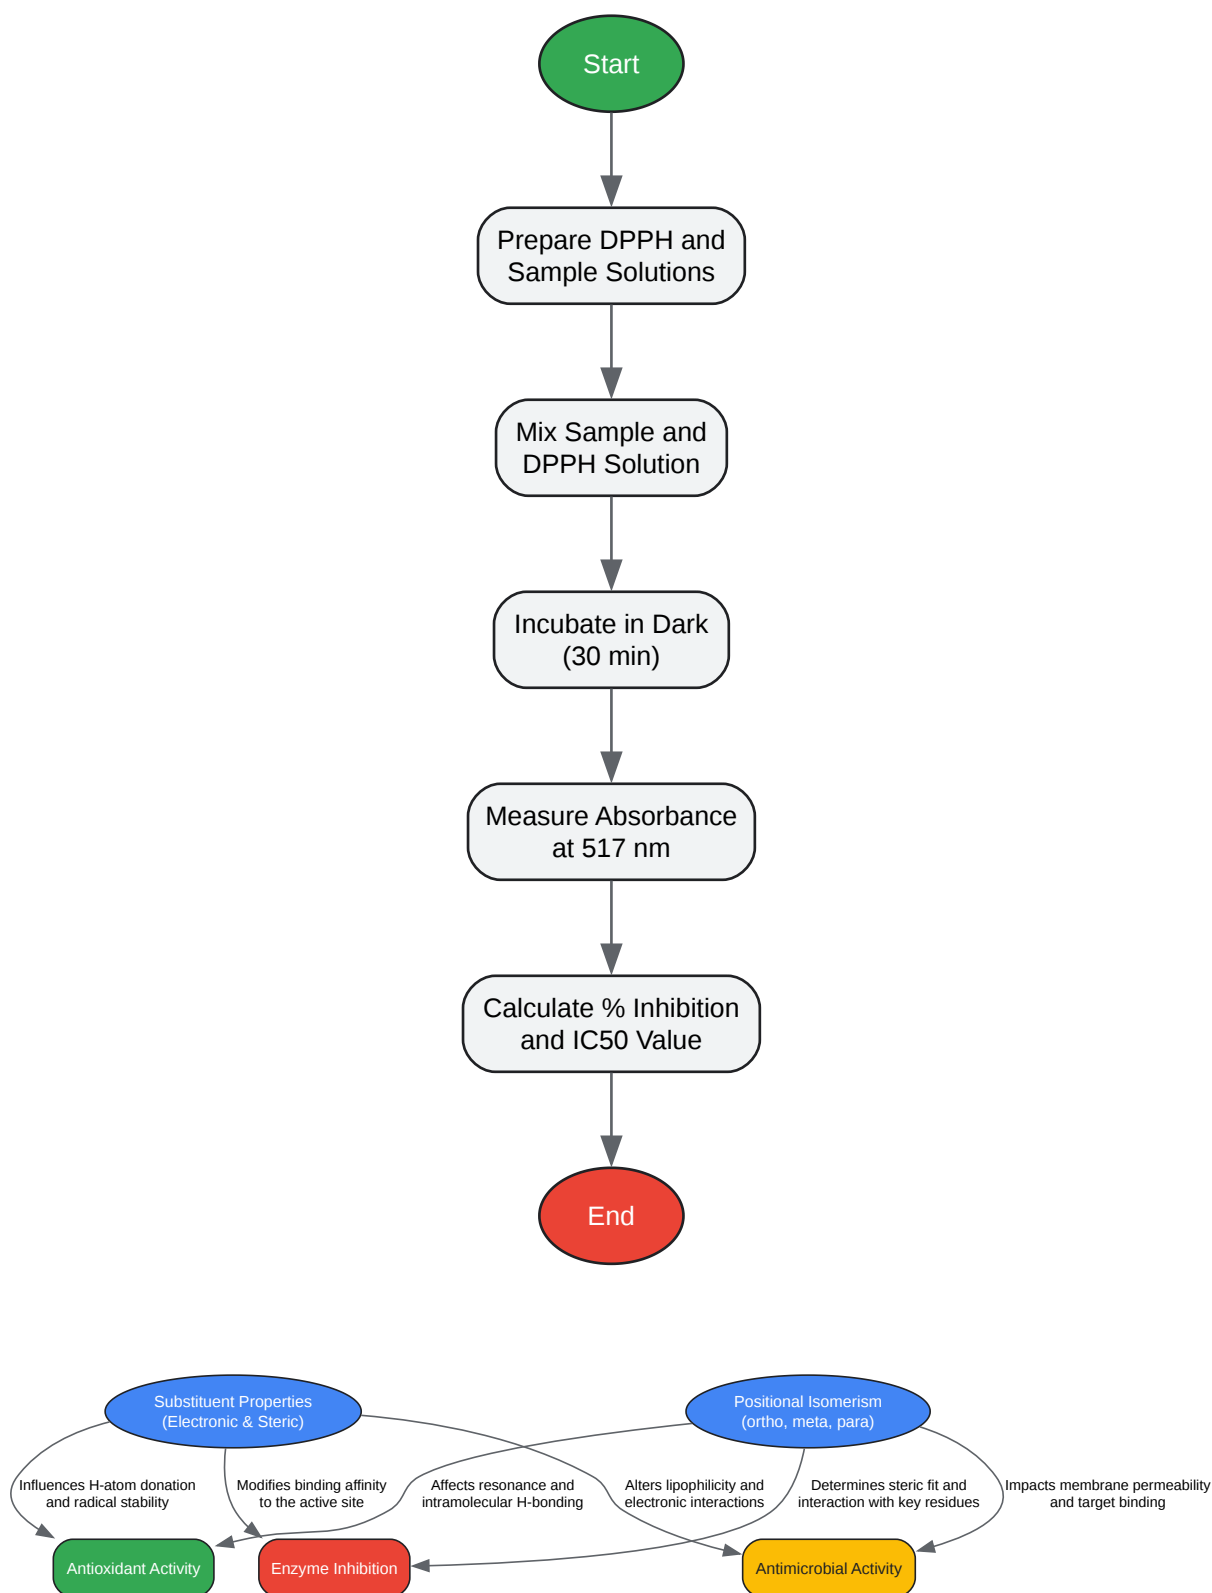 Start
Prepare DPPH and
Sample Solutions
Mix Sample and
DPPH Solution
Incubate in Dark
(30 min)
Measure Absorbance
at 517 nm
Calculate % Inhibition
and IC50 Value
End
Substituent Properties
(Electronic & Steric)
Positional Isomerism
(ortho, meta, para)
Influences H-atom donation
and radical stability
Modifies binding affinity
to the active site
Affects resonance and
intramolecular H-bonding
Alters lipophilicity and
electronic interactions
Determines steric fit and
interaction with key residues
Impacts membrane permeability
and target binding
Antioxidant Activity
Enzyme Inhibition
Antimicrobial Activity